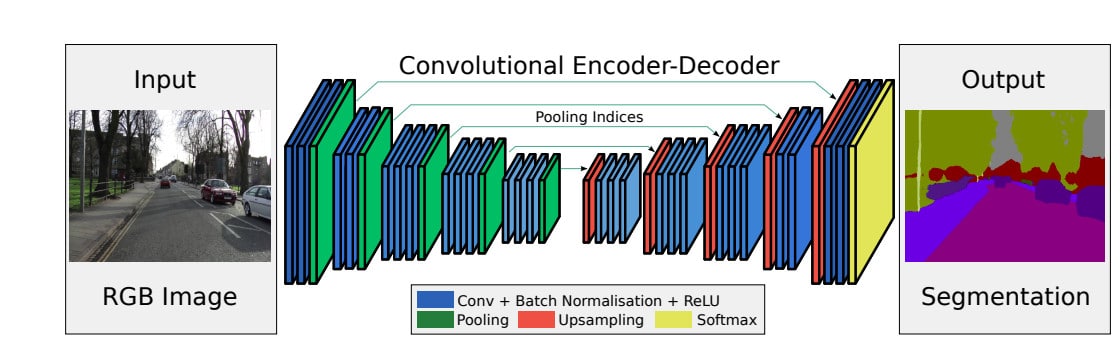 Input
RGB Image
Convolutional Encoder-Decoder
Pooling Indices
Conv + Batch Normalisation + ReLU
Pooling Upsampling Softmax
Output
Segmentation